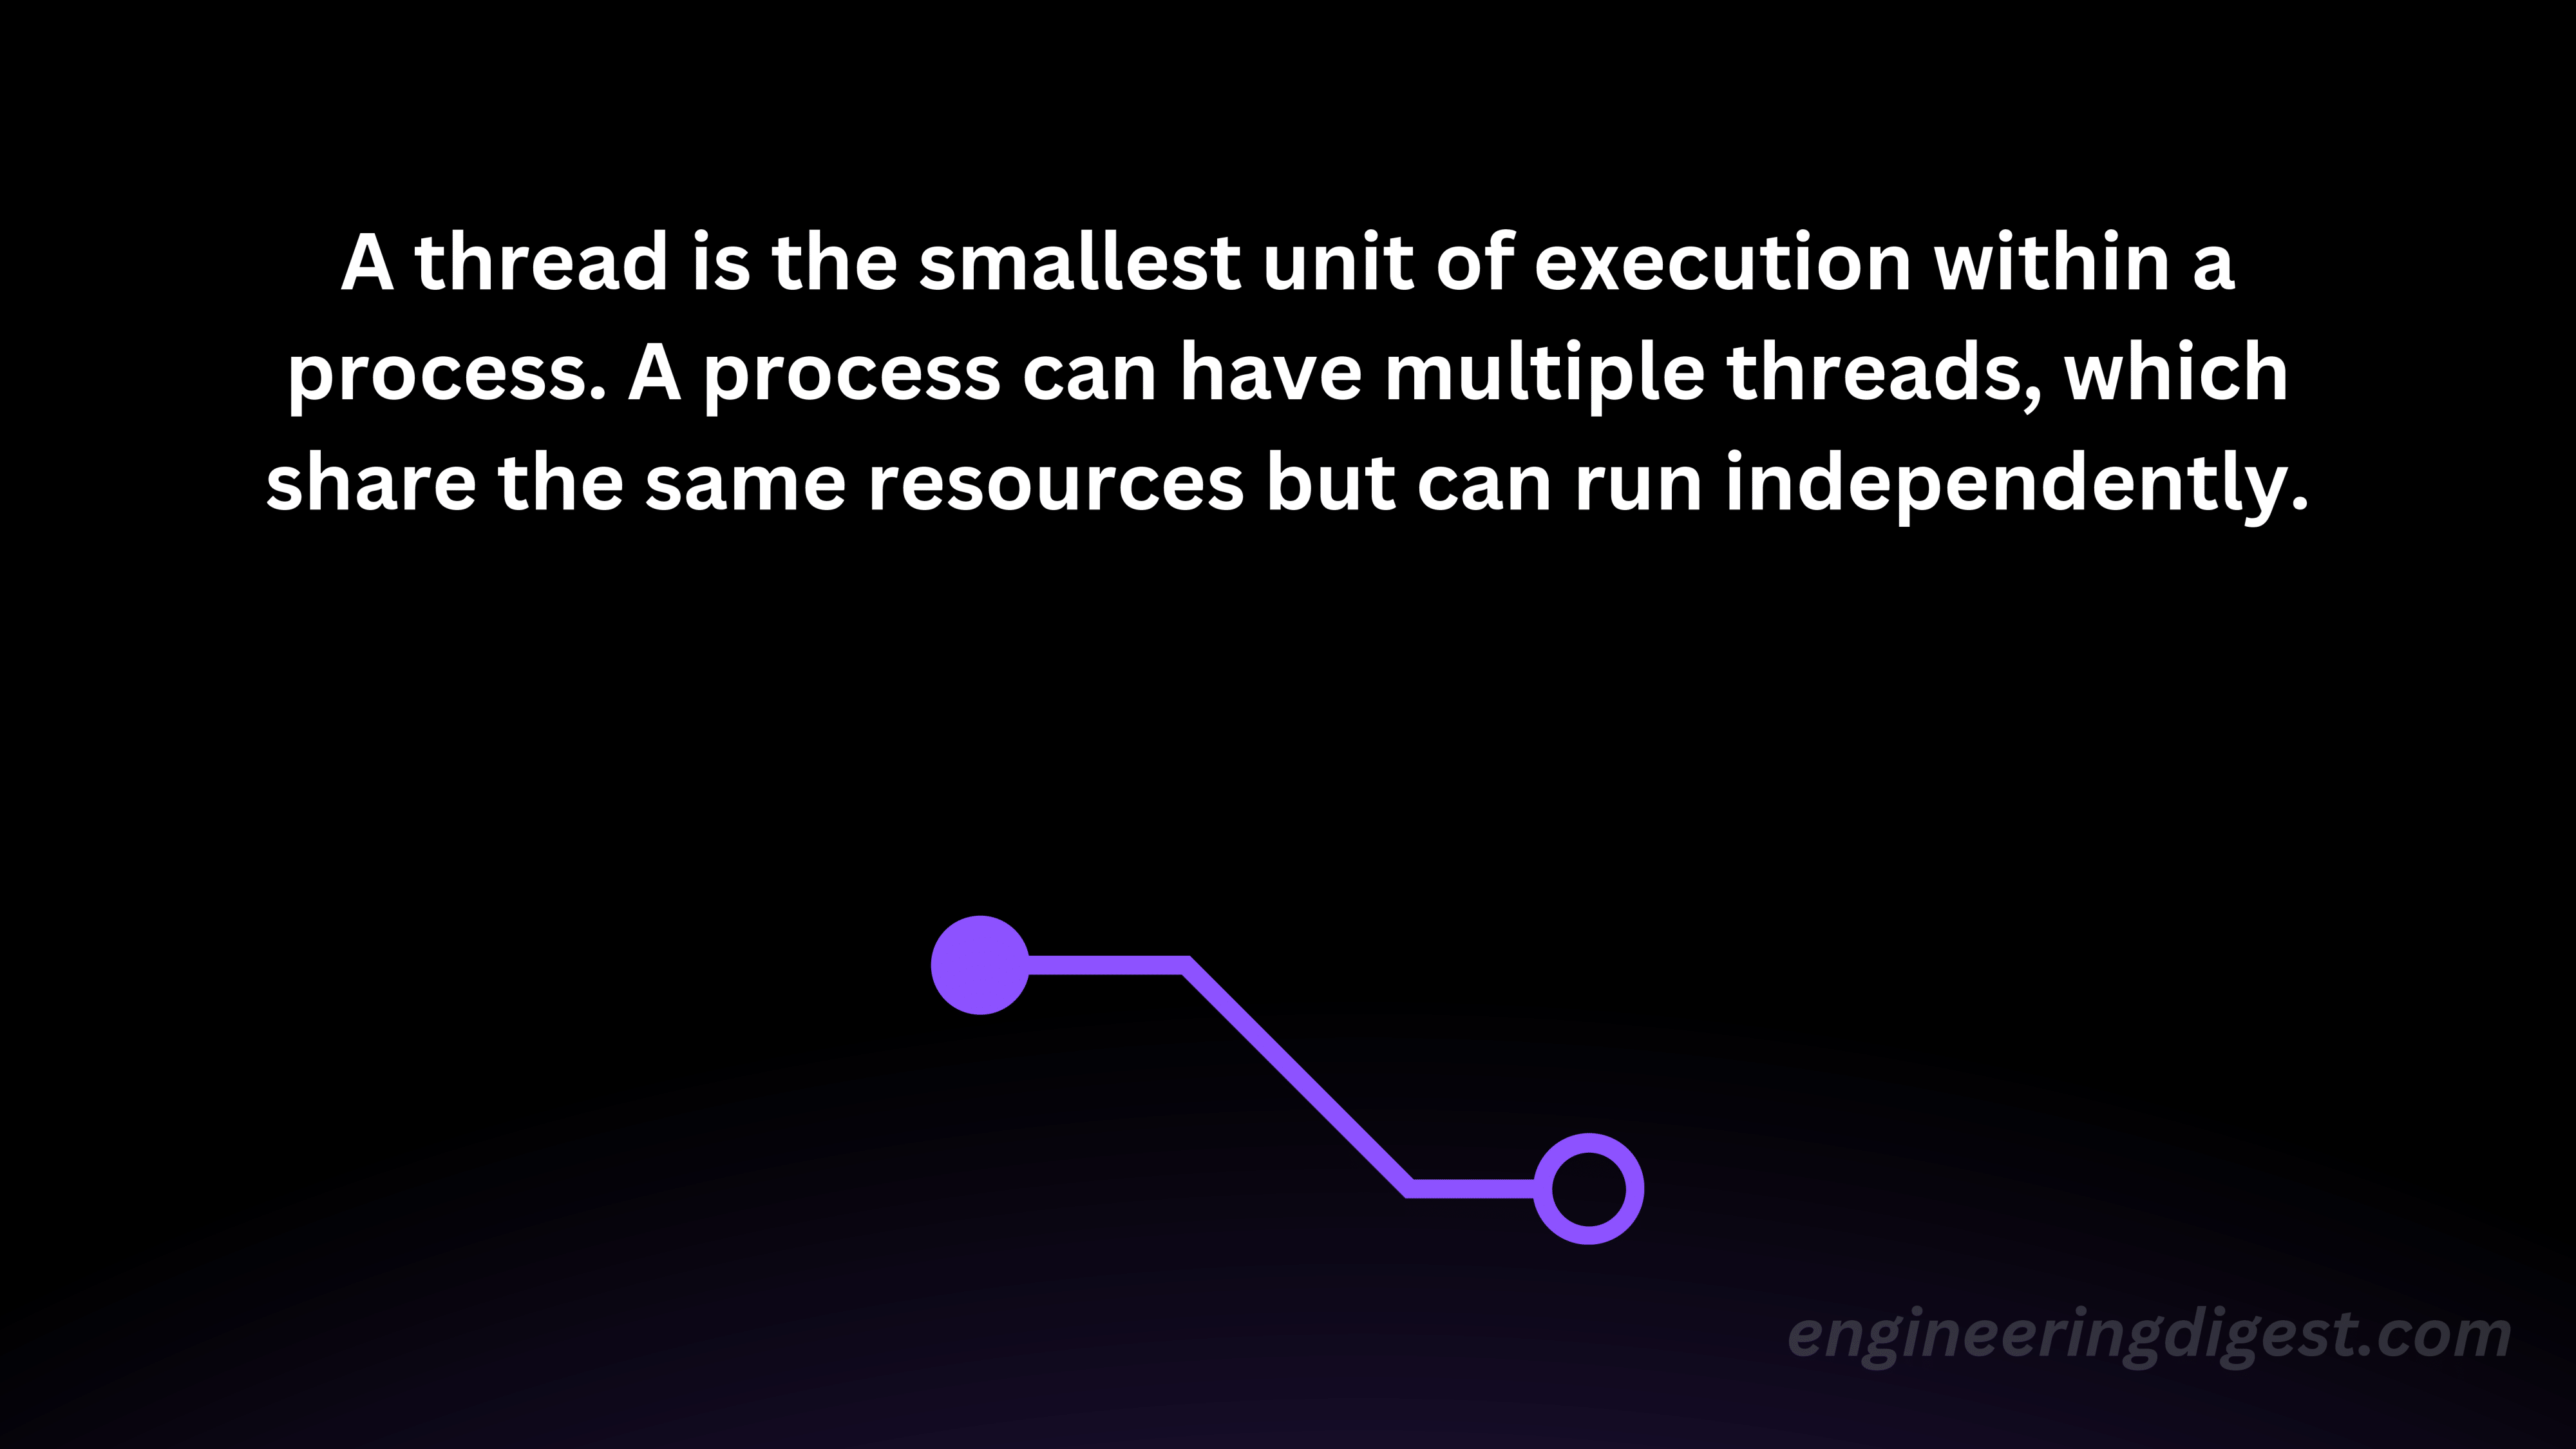 A thread is the smallest unit of execution within a
process. A process can have multiple threads, which
share the same resources but can run independently.
engineeringdigest.com